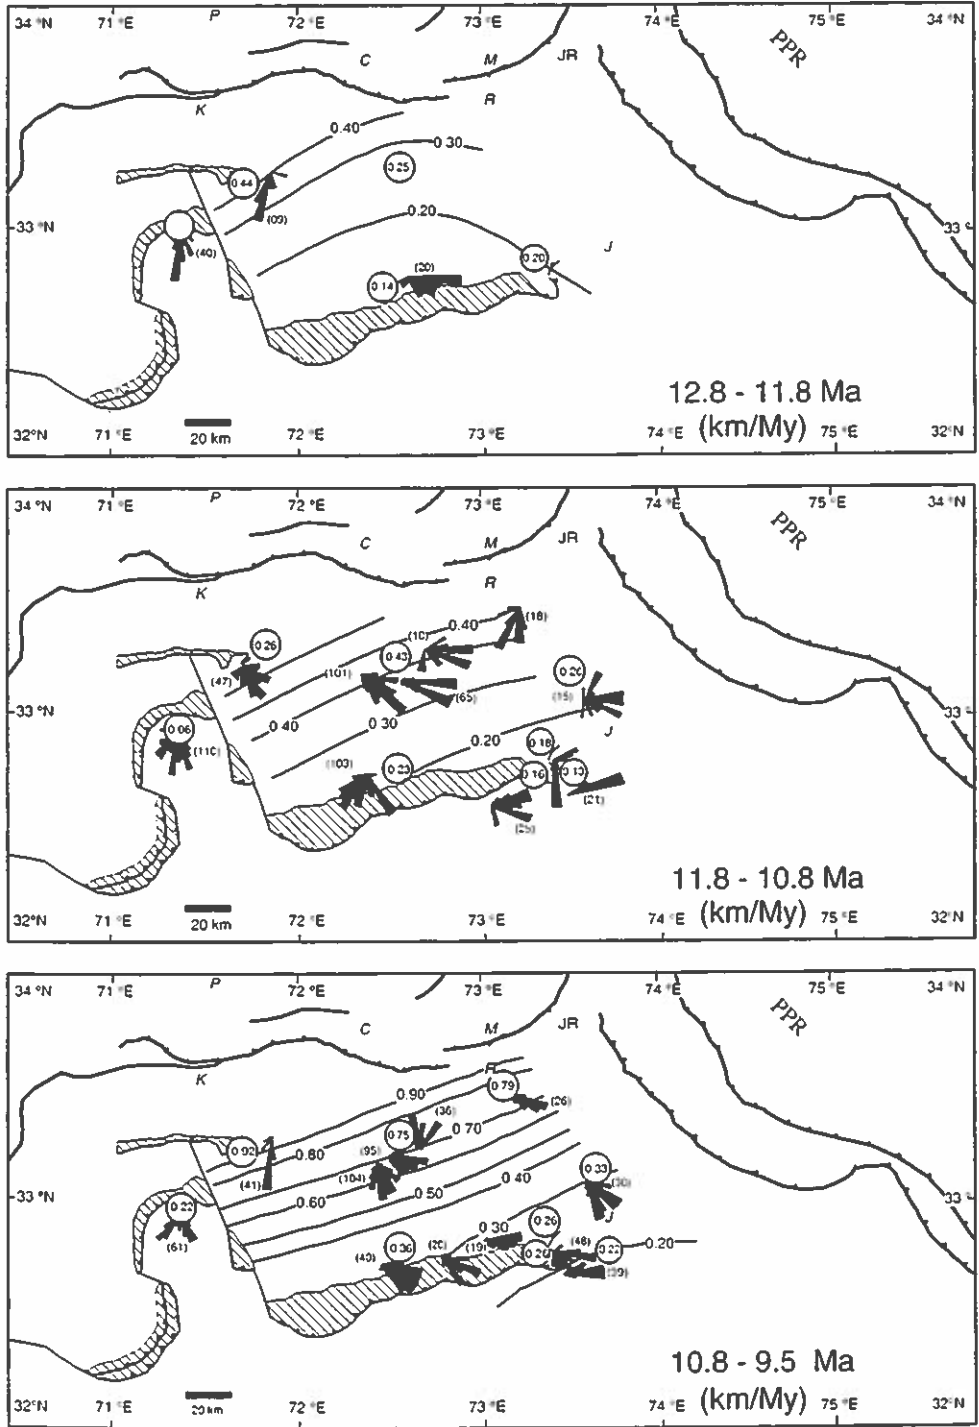 34 °N 71 °E P 72 °E 73 °E 74 °E 75 °E 34 °N
C M JR PPR
K R
0.40
0.30
0.44 0.25
(09)
0.20
33 °N (40) J 33 °
0.20
(20)
0.14
12.8 - 11.8 Ma
(km/My)
20 km
32°N 71 °E 72 °E 73 °E 74 °E 75 °E 32°N
34 °N 71 °E P 72 °E 73 °E 74 °E 75 °E 34 °N
C M JR PPR
K R
0.40 (18)
0.26 (10)
0.43
(47) (101) (65) (15)
33 °N 0.40 0.30 33 °
0.06 0.20 J
(110) 0.18
(103) 0.23 0.16 0.13
(21)
(25)
11.8 - 10.8 Ma
(km/My)
20 km
32°N 71 °E 72 °E 73 °E 74 °E 75 °E 32°N
34 °N 71 °E P 72 °E 73 °E 74 °E 75 °E 34 °N
C M JR PPR
K R
0.90 0.79
(36) (26)
0.75 0.70
0.92 0.80 (95)
(41) (104) 0.33
0.60 0.50 0.40 (30)
33 °N 33 °
0.22 0.30 0.26 J
(61) 0.36 (20) (19) (48) 0.22 0.20
(39)
10.8 - 9.5 Ma
(km/My)
20 km
32°N 71 °E 72 °E 73 °E 74 °E 75 °E 32°N